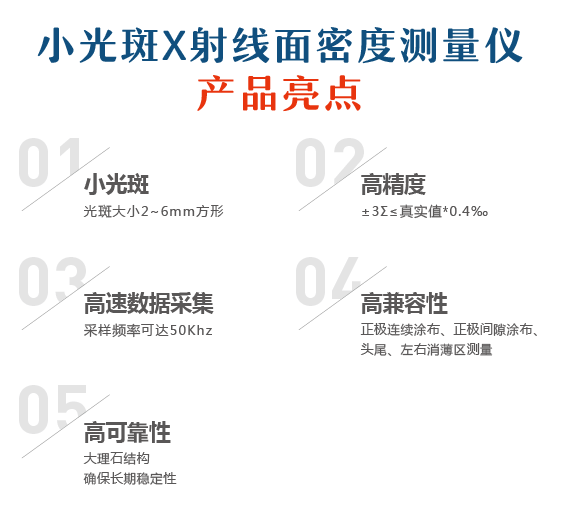 小光斑X射线面密度测量仪
产品亮点
01
小光斑
光斑大小2~6mm方形
02
高精度
±3Σ≤真实值*0.4‰
03
高速数据采集
采样频率可达50Khz
04
高兼容性
正极连续涂布、正极间隙涂布、
头尾、左右消薄区测量
05
高可靠性
大理石结构
确保长期稳定性